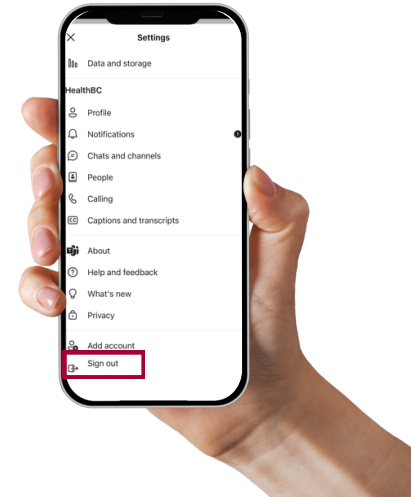 Settings
Data and storage
HealthBC
Profile
Notifications
Chats and channels
People
Calling
CC Captions and transcripts
About
Help and feedback
What's new
Privacy
Add account
Sign out